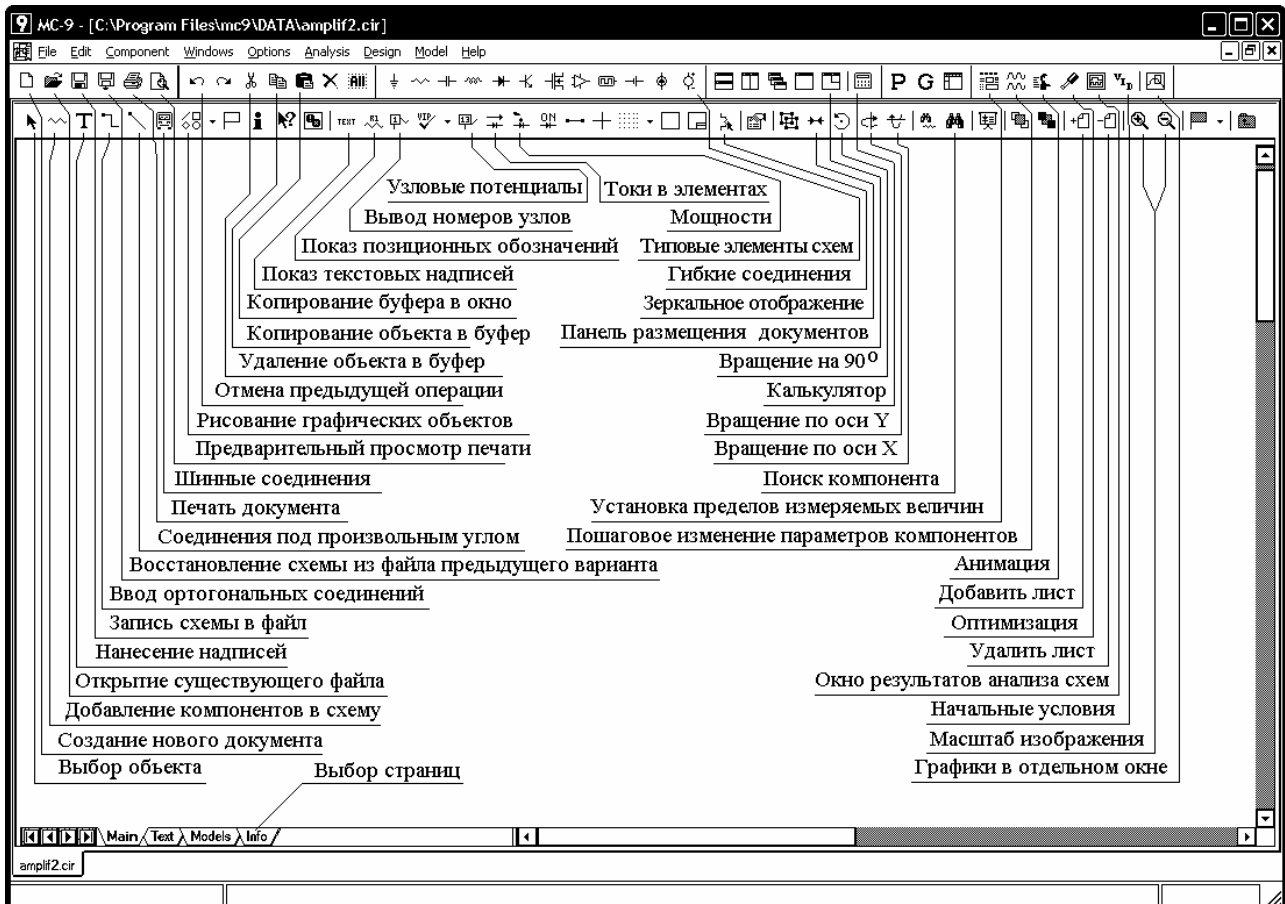 9 MC-9 - [C:\Program Files\mc9\DATA\amplif2.cir]
File Edit Component Windows Options Analysis Design Model Help
P G
T TEXT
Узловые потенциалы
Токи в элементах
Вывод номеров узлов
Мощности
Показ позиционных обозначений
Типовые элементы схем
Показ текстовых надписей
Гибкие соединения
Копирование буфера в окно
Зеркальное отображение
Копирование объекта в буфер
Панель размещения документов
Удаление объекта в буфер
Вращение на 90⁰
Отмена предыдущей операции
Калькулятор
Рисование графических объектов
Вращение по оси Y
Предварительный просмотр печати
Вращение по оси X
Шинные соединения
Поиск компонента
Печать документа
Установка пределов измеряемых величин
Соединения под произвольным углом
Пошаговое изменение параметров компонентов
Восстановление схемы из файла предыдущего варианта
Анимация
Ввод ортогональных соединений
Добавить лист
Запись схемы в файл
Оптимизация
Нанесение надписей
Удалить лист
Открытие существующего файла
Окно результатов анализа схем
Добавление компонентов в схему
Начальные условия
Создание нового документа
Масштаб изображения
Выбор объекта
Выбор страниц
Графики в отдельном окне
Main Text Models Info
amplif2.cir